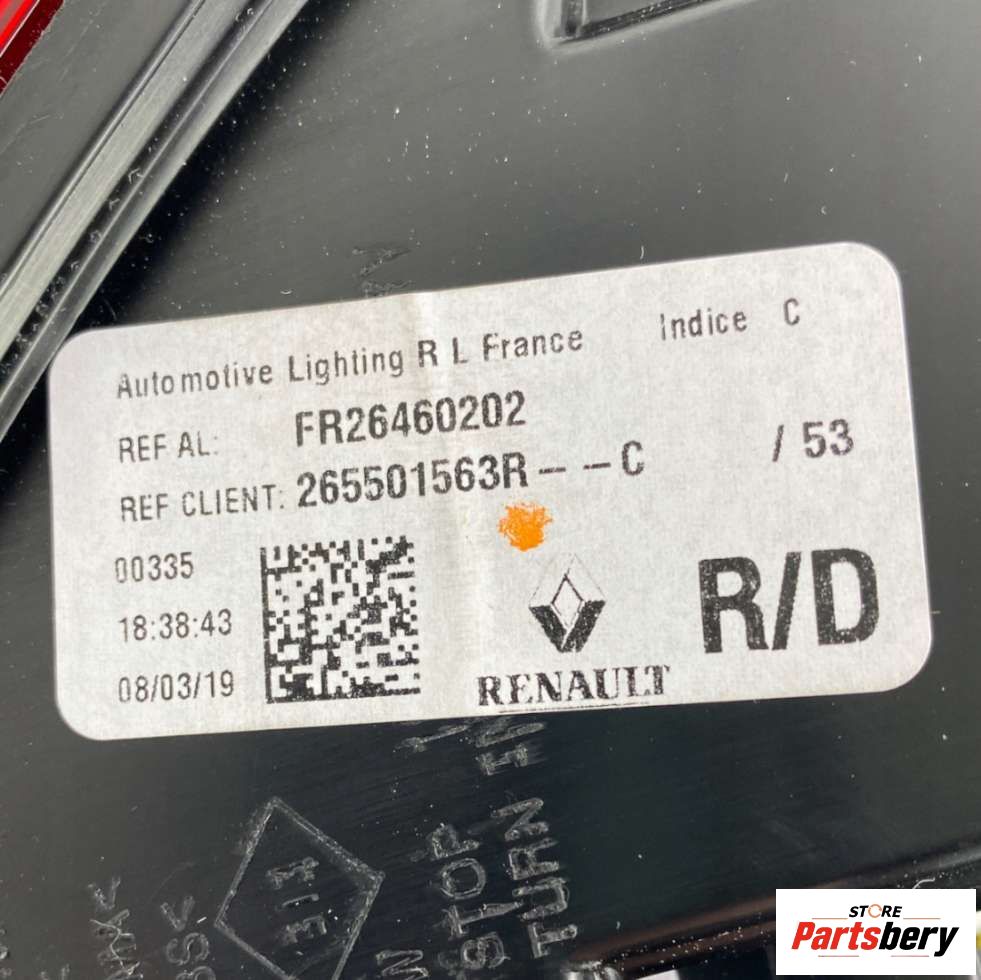 Automotive Lighting R L France Indice C
REF AL: FR26460202
REF CLIENT: 265501563R--C / 53
00335
18:38:43
08/03/19
R/D
RENAULT
STOP
TURN
STORE
Partsbery